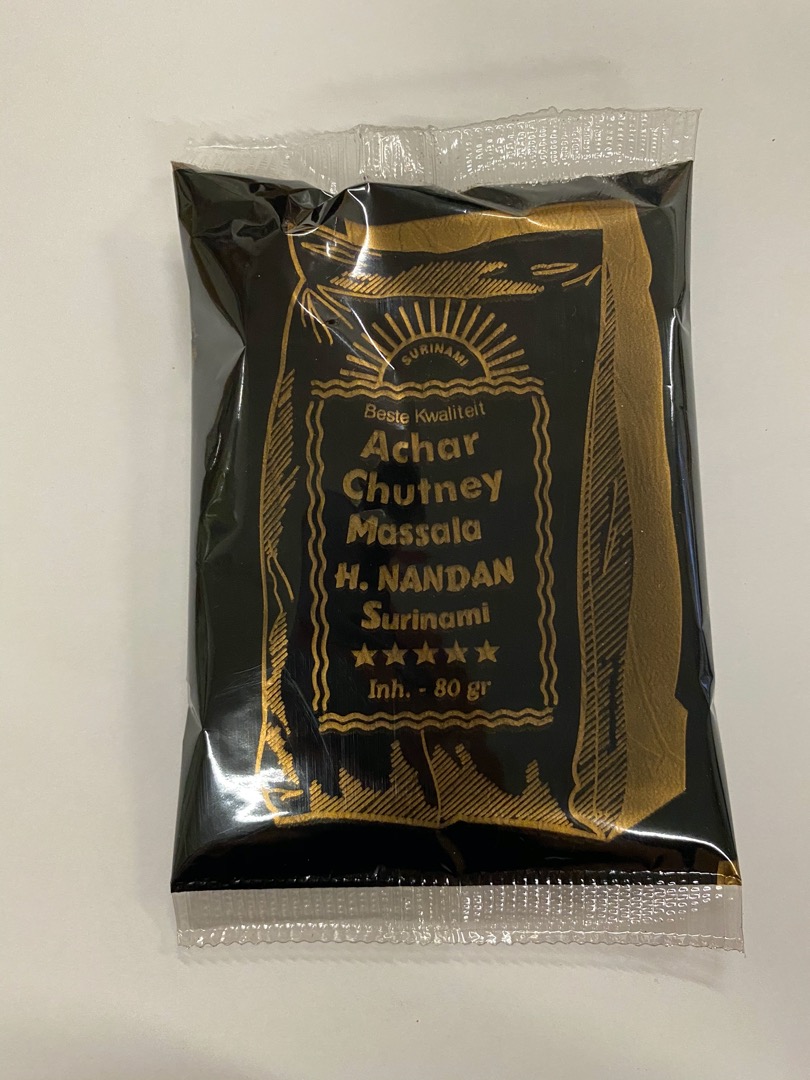 SURINAMI
Beste Kwaliteit
Achar
Chutney
Massala
H. NANDAN
Surinami
Inh. - 80 gr